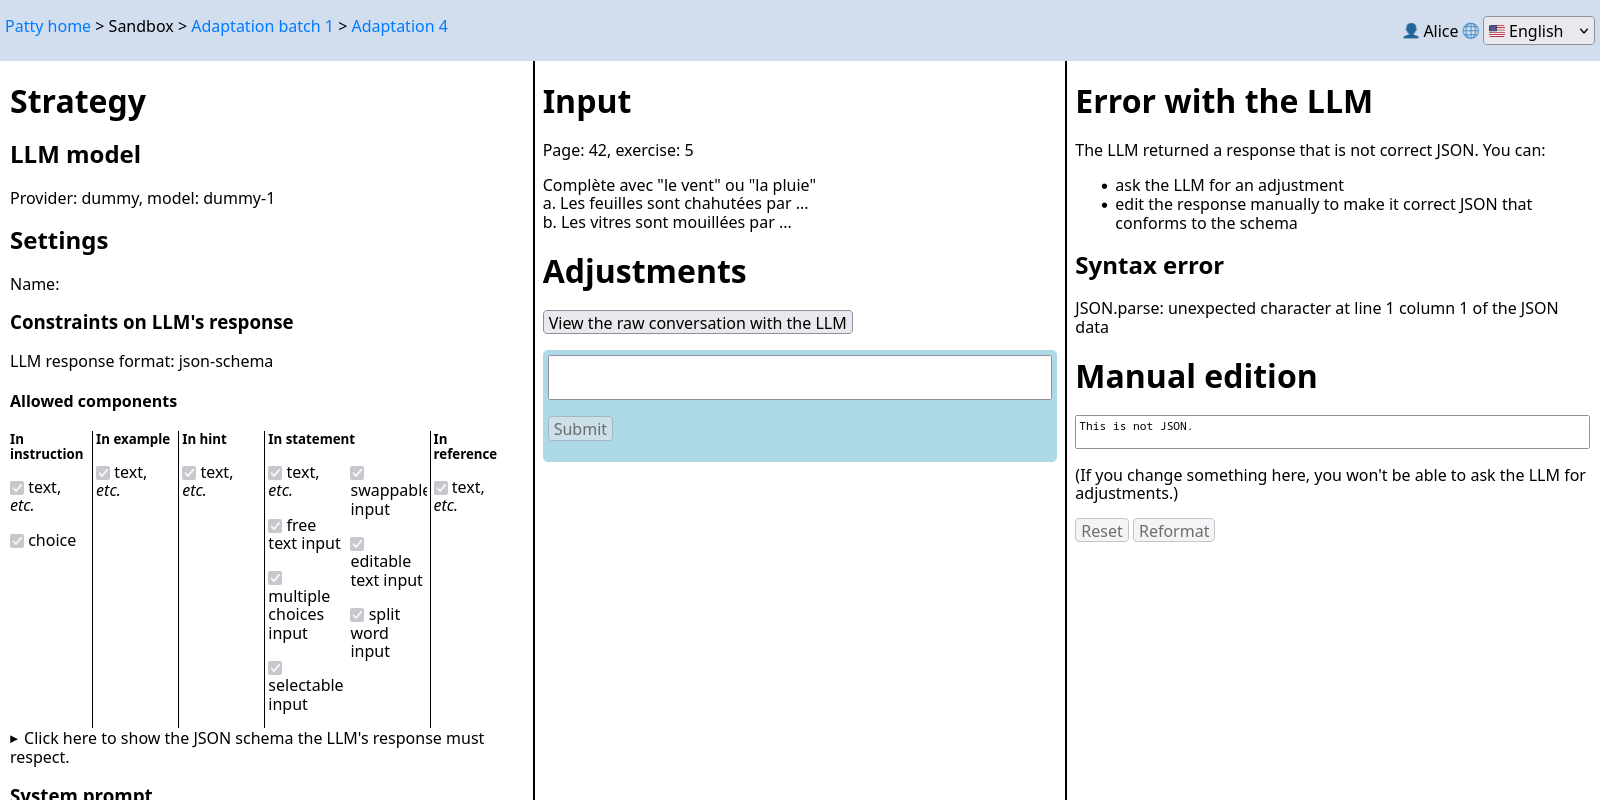 Patty home > Sandbox > Adaptation batch 1 > Adaptation 4
Alice
English
Strategy
LLM model
Provider: dummy, model: dummy-1
Settings
Name:
Constraints on LLM's response
LLM response format: json-schema
Allowed components
In
instruction
text,
etc.
choice
In example
text,
etc.
In hint
text,
etc.
In statement
text,
etc.
free
text input
multiple
choices
input
selectable
input
swappable
input
editable
text input
split
word
input
In
reference
text,
etc.
Click here to show the JSON schema the LLM's response must
respect.
System prompt
Input
Page: 42, exercise: 5
Complète avec "le vent" ou "la pluie"
a. Les feuilles sont chahutées par ...
b. Les vitres sont mouillées par ...
Adjustments
View the raw conversation with the LLM
Submit
Error with the LLM
The LLM returned a response that is not correct JSON. You can:
ask the LLM for an adjustment
edit the response manually to make it correct JSON that
conforms to the schema
Syntax error
JSON.parse: unexpected character at line 1 column 1 of the JSON
data
Manual edition
This is not JSON.
(If you change something here, you won't be able to ask the LLM for
adjustments.)
Reset Reformat